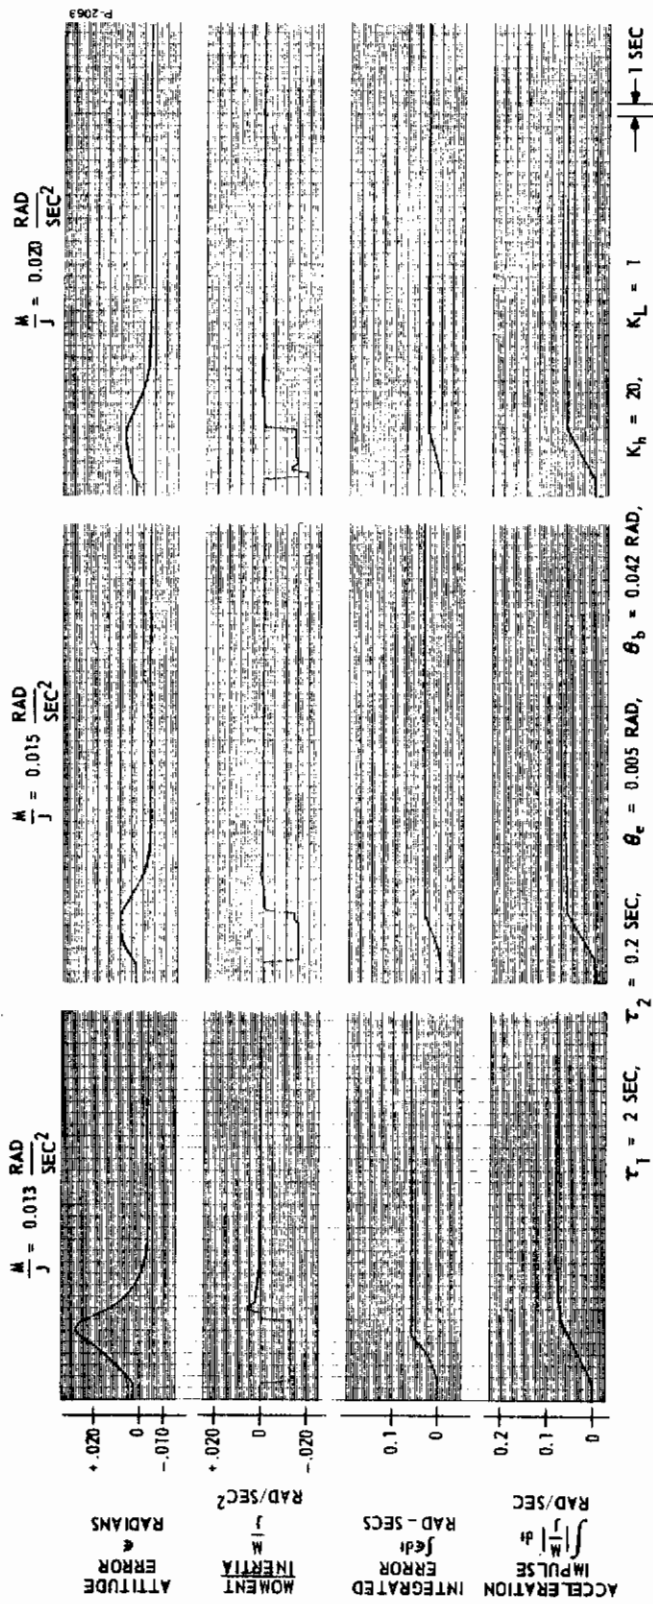 P-2063
M/J = 0.013 RAD/SEC²
M/J = 0.015 RAD/SEC²
M/J = 0.020 RAD/SEC²
ATTITUDE
ERROR
ϵ
RADIANS
+.020
0
-.010
MOMENT
INERTIA
M
J
RAD/SEC²
+.020
0
-.020
INTEGRATED
ERROR
∫ϵdt
RAD - SECS
0.1
0
ACCELERATION
IMPULSE
∫|M/J| dt
RAD/SEC
0.2
0.1
0
τ₁ = 2 SEC, τ₂ = 0.2 SEC, θe = 0.005 RAD, θb = 0.042 RAD, Kh = 20, KL = 1
1 SEC